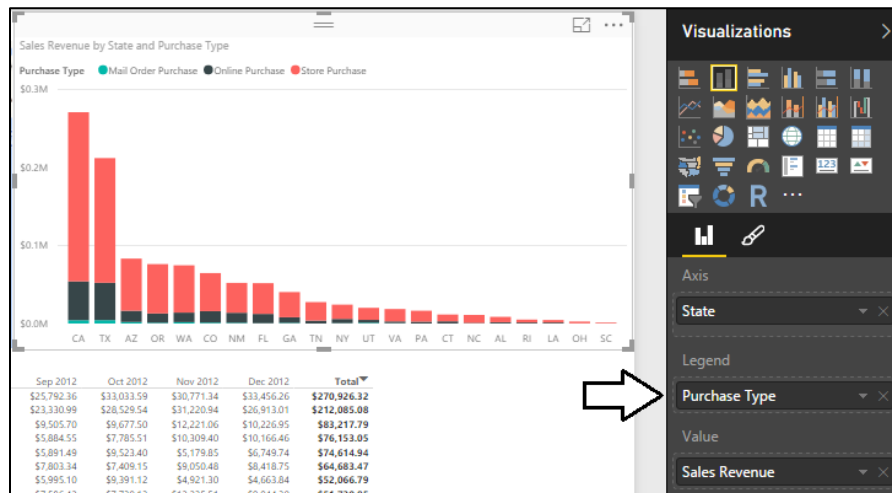 Visualizations
Sales Revenue by State and Purchase Type
Purchase Type Mail Order Purchase Online Purchase Store Purchase
$0.3M
$0.2M
$0.1M
$0.0M
CA TX AZ OR WA CO NM FL GA TN NY UT VA PA CT NC AL RI LA OH SC
123
R
Axis
State
Legend
Purchase Type
Value
Sales Revenue
Sep 2012 Oct 2012 Nov 2012 Dec 2012 Total
$25,792.36 $33,033.59 $30,771.34 $33,456.26 $270,926.32
$23,330.99 $28,529.54 $31,220.94 $26,913.01 $212,085.08
$9,505.70 $9,677.50 $12,221.06 $10,226.95 $83,217.79
$5,884.55 $7,785.51 $10,309.40 $10,166.46 $76,153.05
$5,891.49 $9,523.40 $5,179.85 $6,749.74 $74,614.94
$7,803.34 $7,409.15 $9,050.48 $8,418.75 $64,683.47
$5,995.10 $9,391.12 $4,921.30 $4,663.84 $52,066.79